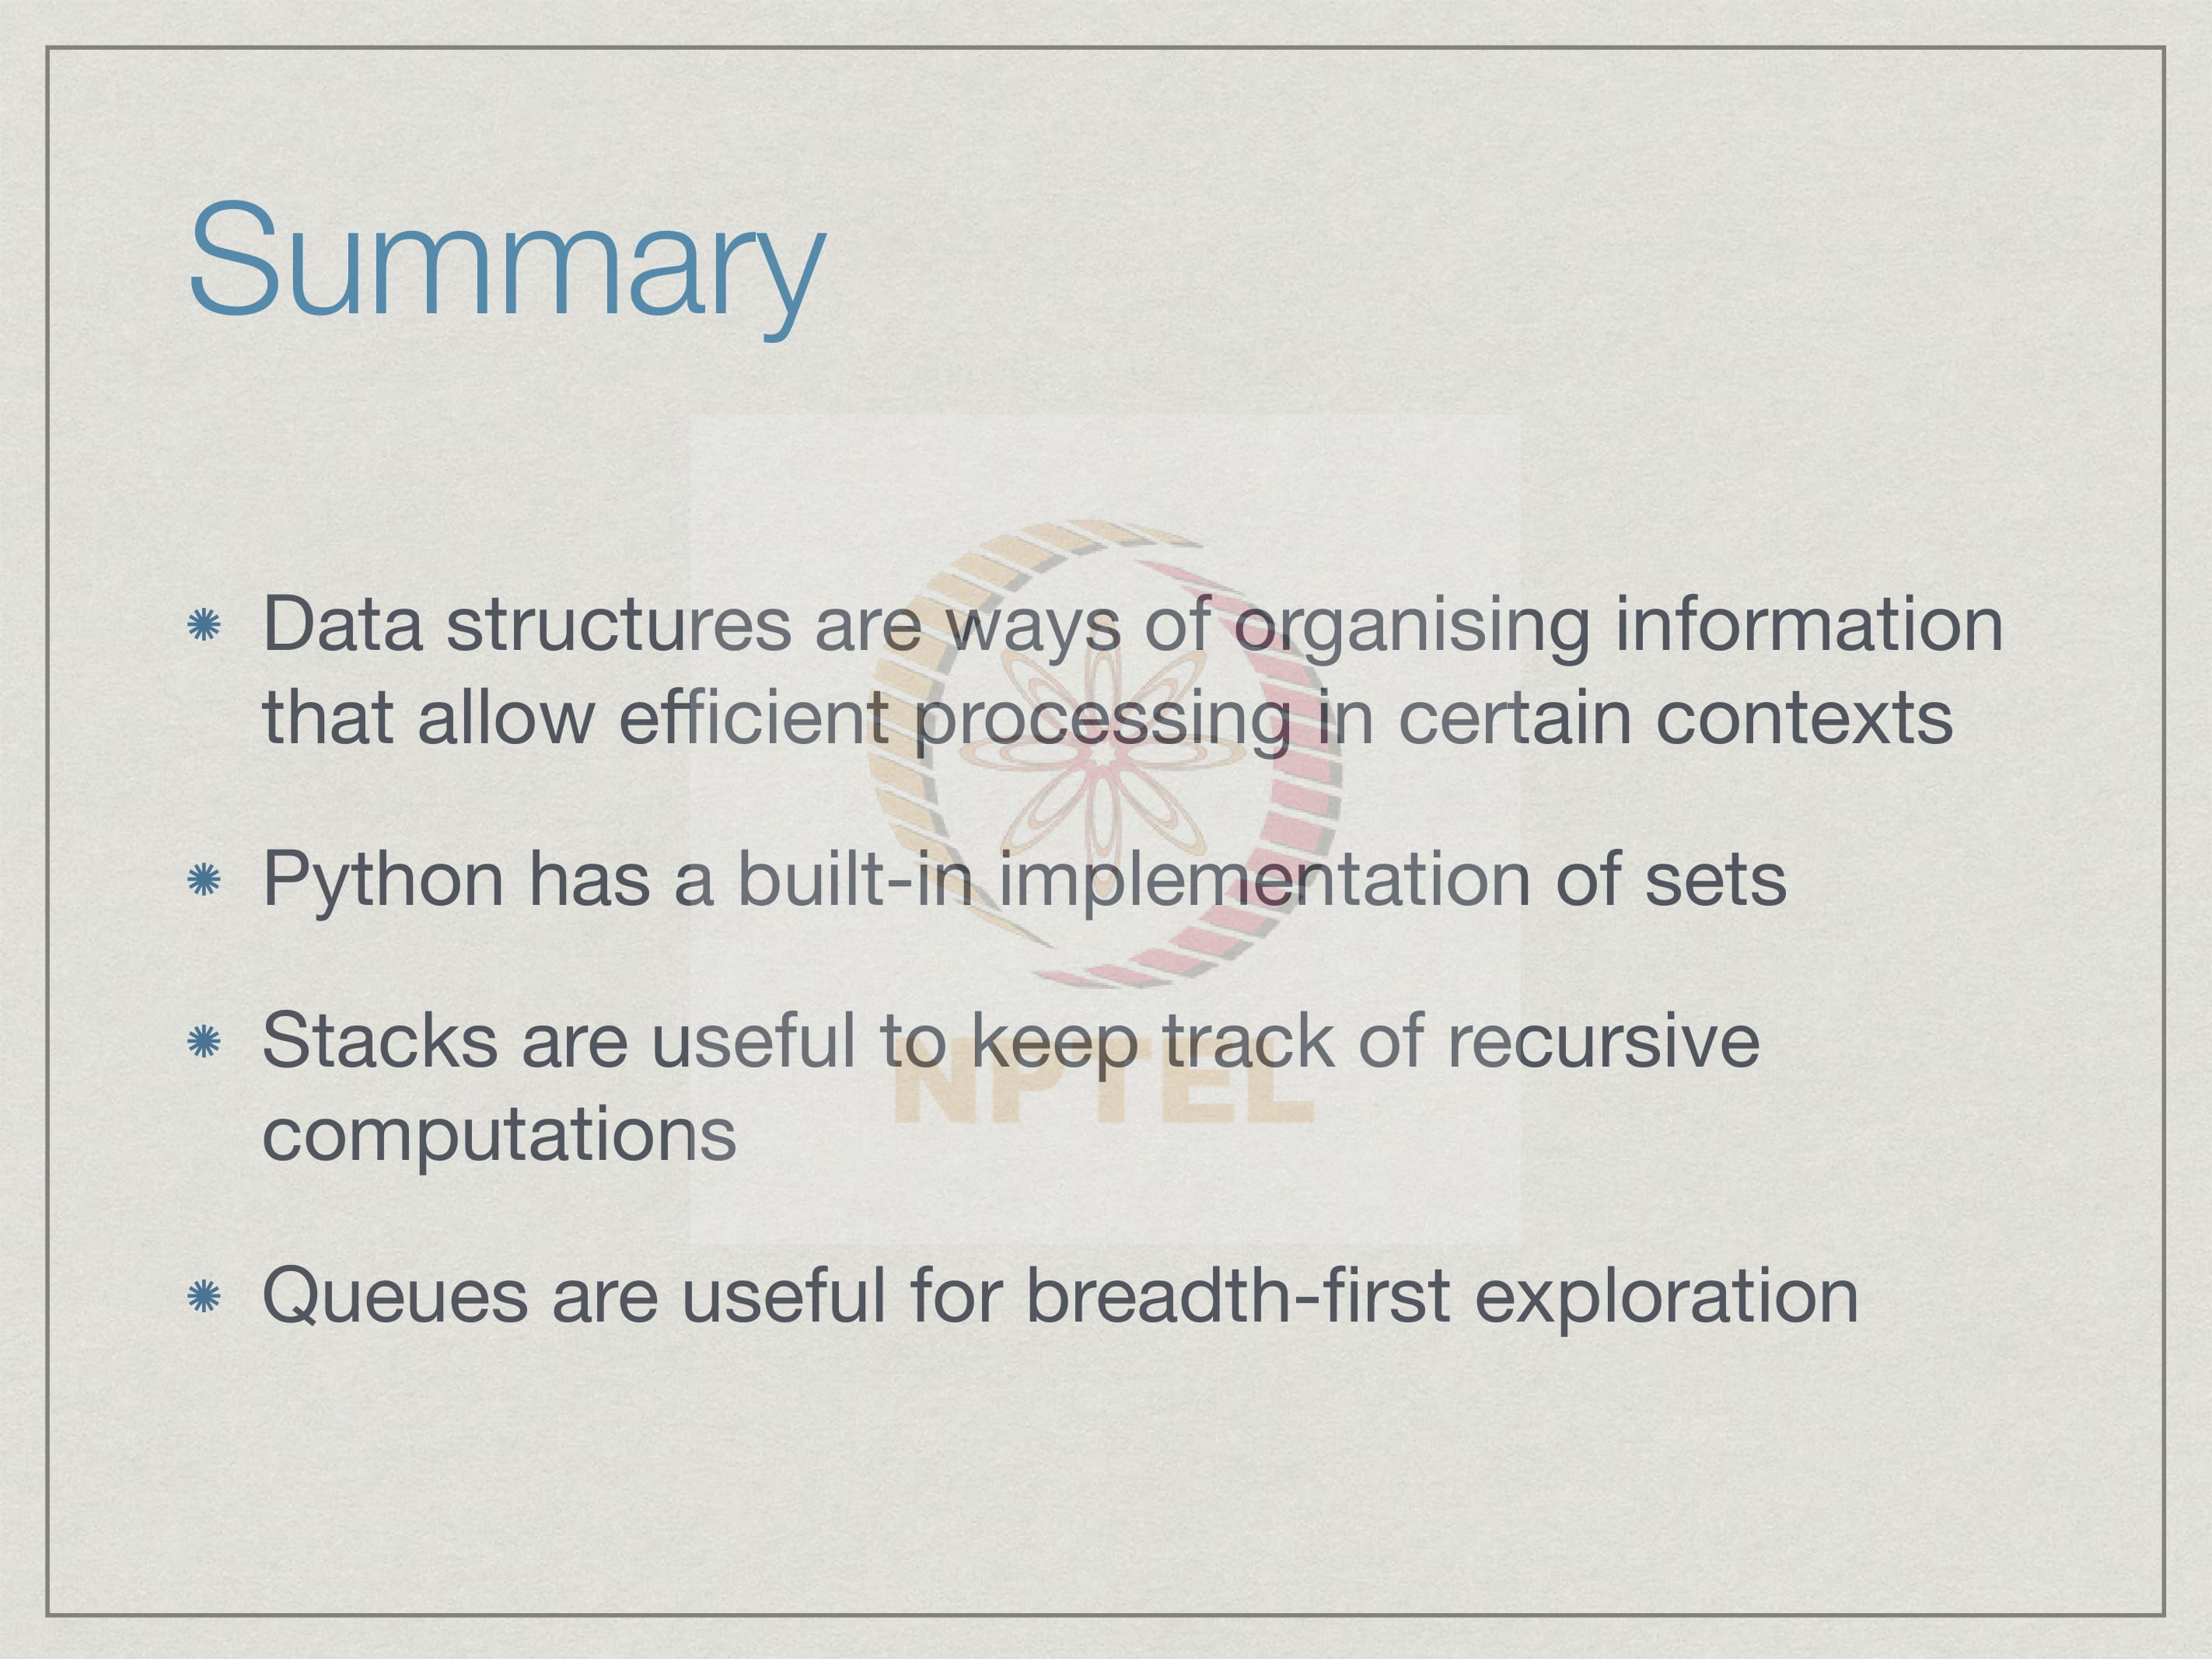 Summary
Data structures are ways of organising information
that allow efficient processing in certain contexts
Python has a built-in implementation of sets
Stacks are useful to keep track of recursive
computations
NPTEL
Queues are useful for breadth-first exploration